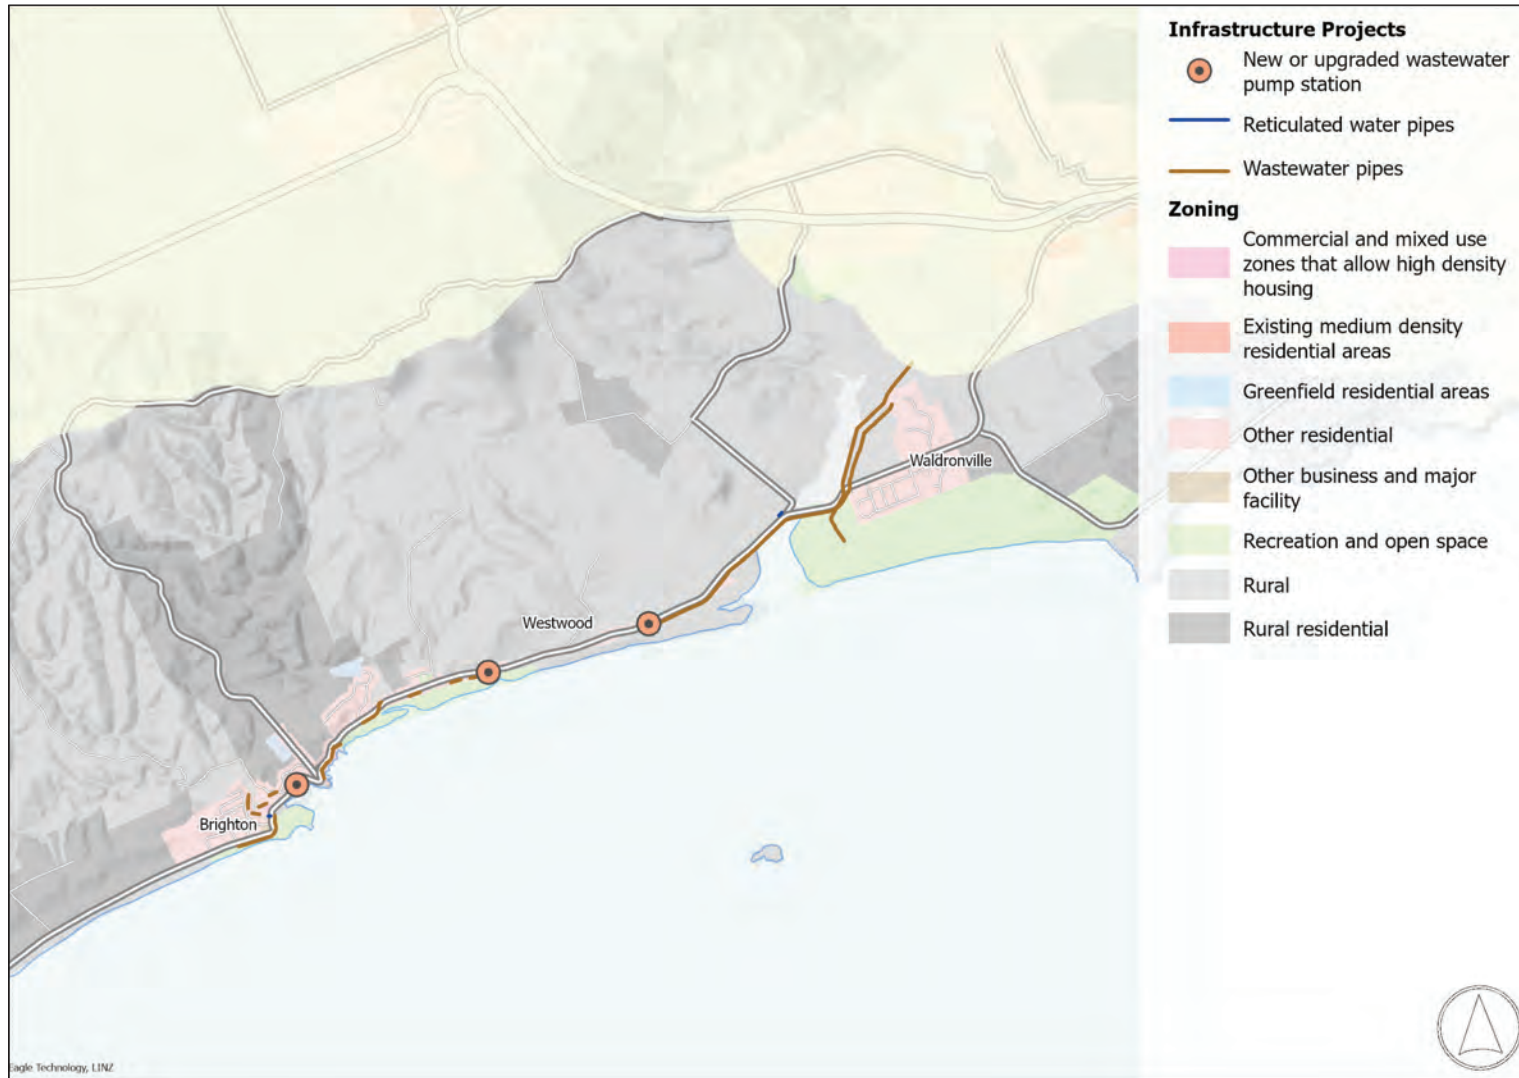 Infrastructure Projects
New or upgraded wastewater
pump station
Reticulated water pipes
Wastewater pipes
Zoning
Commercial and mixed use
zones that allow high density
housing
Existing medium density
residential areas
Greenfield residential areas
Other residential
Other business and major
facility
Recreation and open space
Rural
Rural residential
Waldronville
Westwood
Brighton
Eagle Technology, LINZ